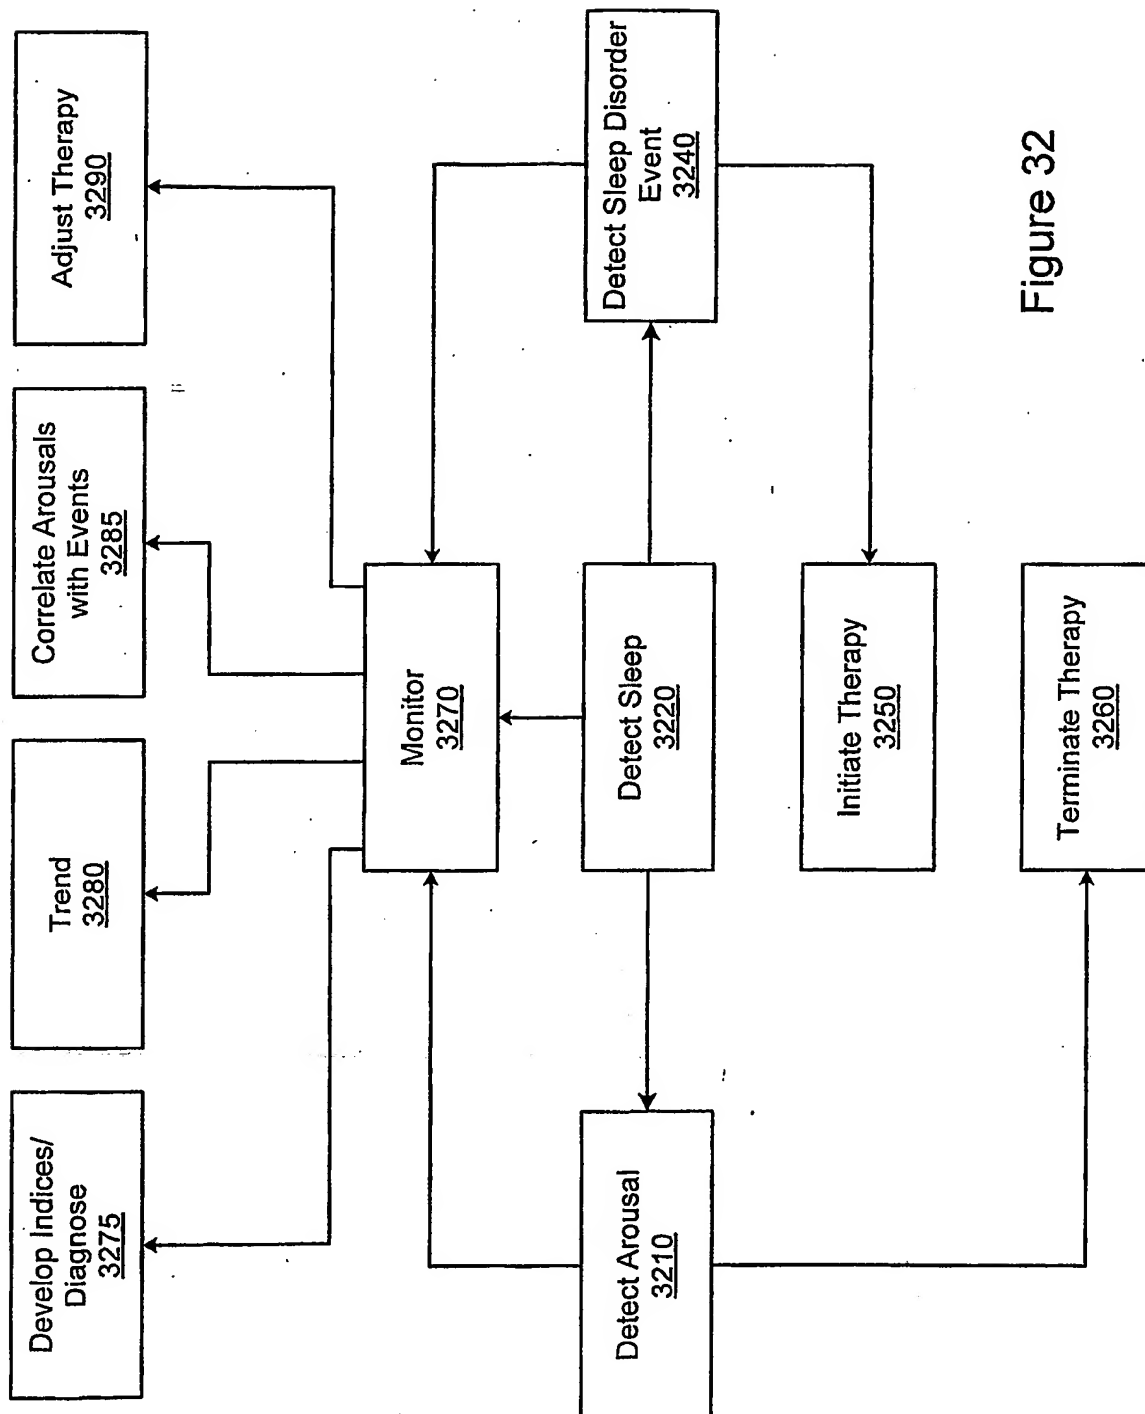 Develop Indices/
Diagnose
3275
Trend
3280
Correlate Arousals
with Events
3285
Adjust Therapy
3290
Monitor
3270
Detect Arousal
3210
Detect Sleep
3220
Detect Sleep Disorder
Event
3240
Initiate Therapy
3250
Terminate Therapy
3260
Figure 32